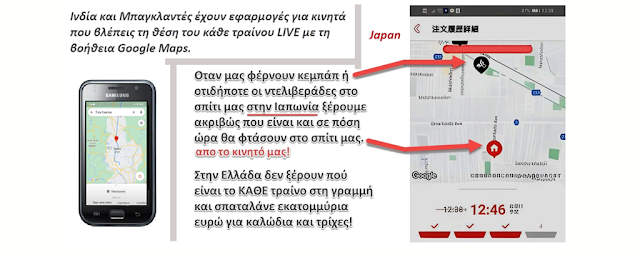 Ινδία και Μπαγκλαντές έχουν εφαρμογές για κινητά
που βλέπεις τη θέση του κάθε τραίνου LIVE με τη
βοήθεια Google Maps.
SAMSUNG
Οταν μας φέρνουν κεμπάπ ή
οτιδήποτε οι ντελιβεράδες στο
σπίτι μας στην Ιαπωνία ξέρουμε
ακριβώς που είναι και σε πόση
ώρα θα φτάσουν στο σπίτι μας.
απο το κινητό μας!
Στην Ελλάδα δεν ξέρουν πού
είναι το ΚΑΘΕ τραίνο στη γραμμή
και σπαταλάνε εκατομμύρια
ευρώ για καλώδια και τρίχες!
Japan
注文履歴詳細
Google
12:38
12:46
4